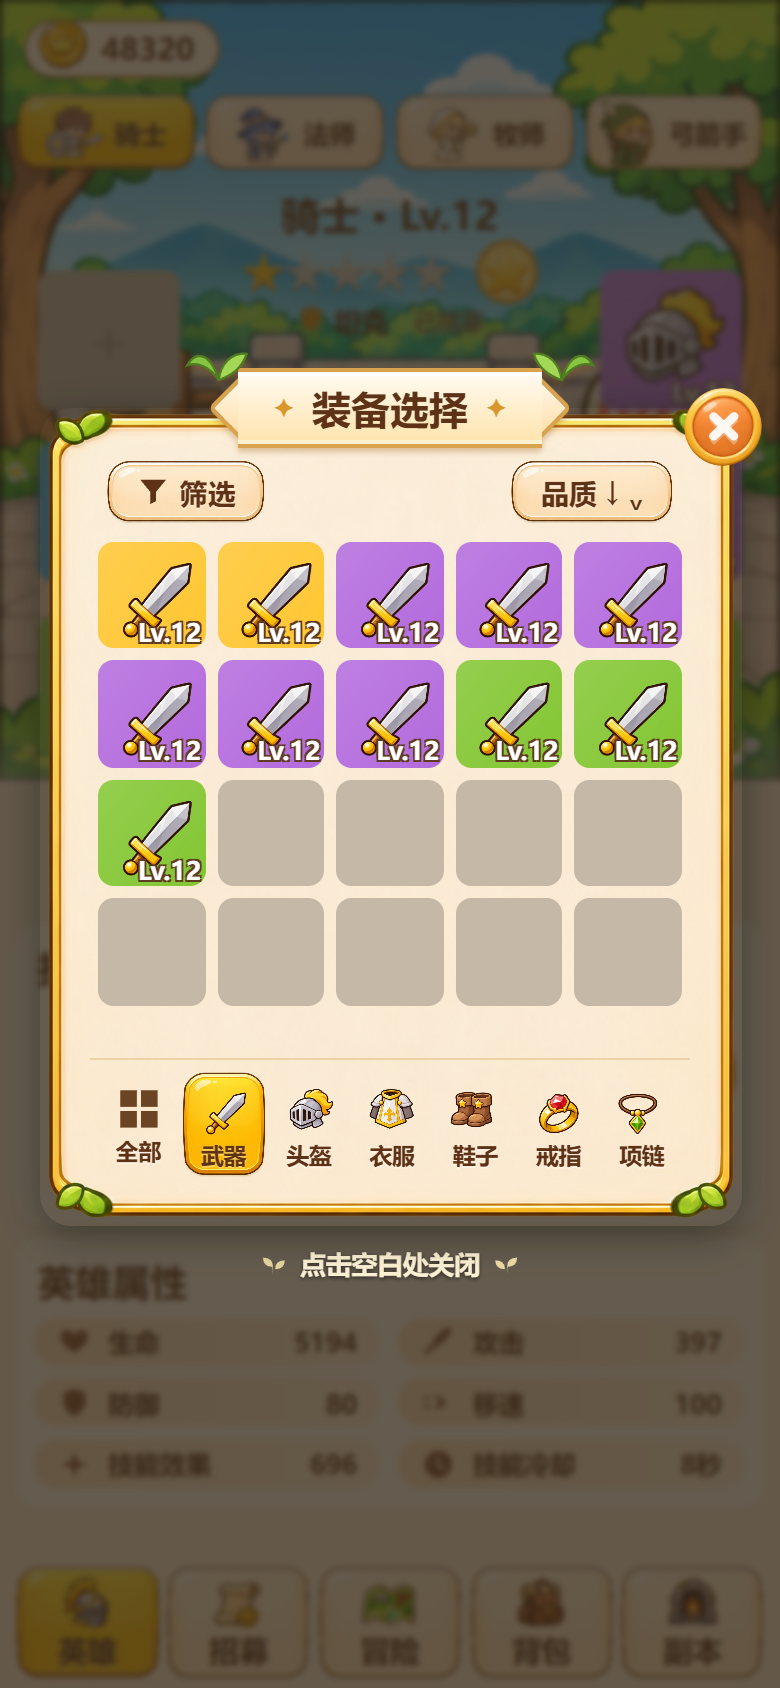 48320
骑士 法师 牧师 弓箭手
骑士・Lv.12
装备选择
筛选 品质↓ v
Lv.12 Lv.12 Lv.12 Lv.12 Lv.12
Lv.12 Lv.12 Lv.12 Lv.12 Lv.12
Lv.12
全部 武器 头盔 衣服 鞋子 戒指 项链
点击空白处关闭
英雄属性
生命 5194 攻击 397
防御 80 移速 100
技能效果 696 技能冷却 8秒
英雄 招募 冒险 背包 副本